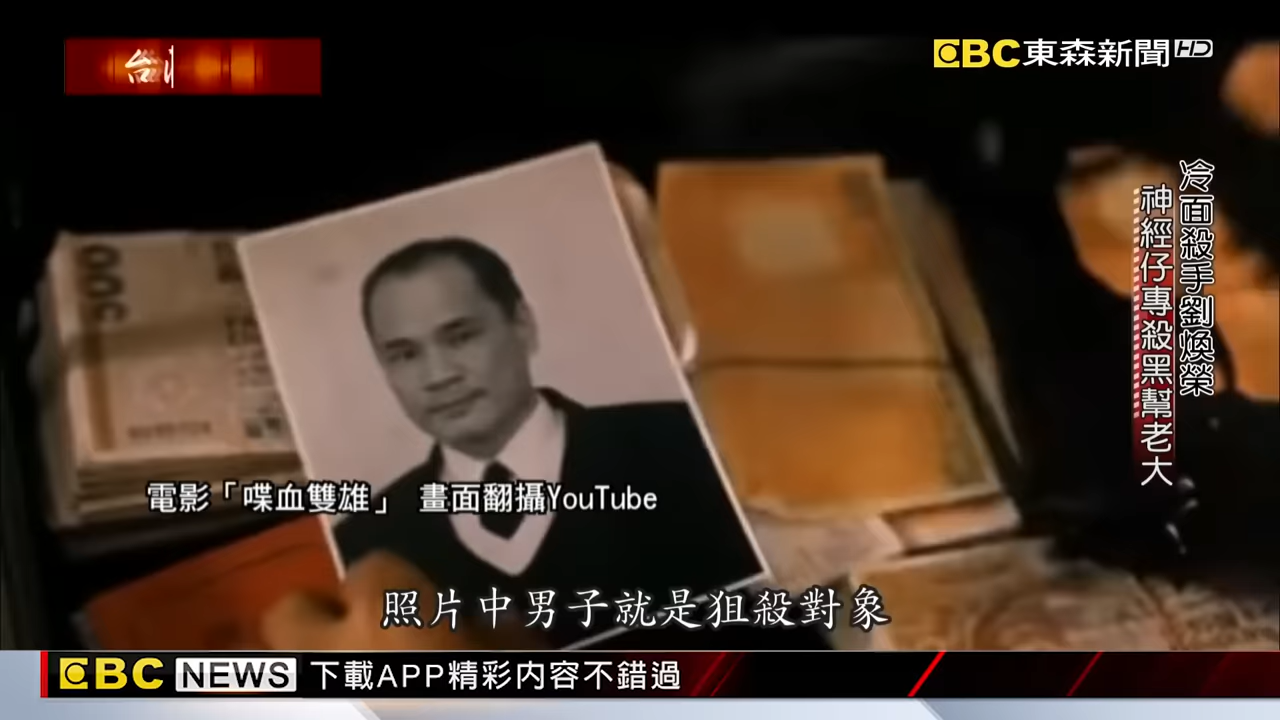 台
EBC東森新聞HD
冷面殺手劉煥榮
神經仔專殺黑幫老大
電影「喋血雙雄」 畫面翻攝YouTube
照片中男子就是狙殺對象
EBC NEWS 下載APP精彩內容不錯過